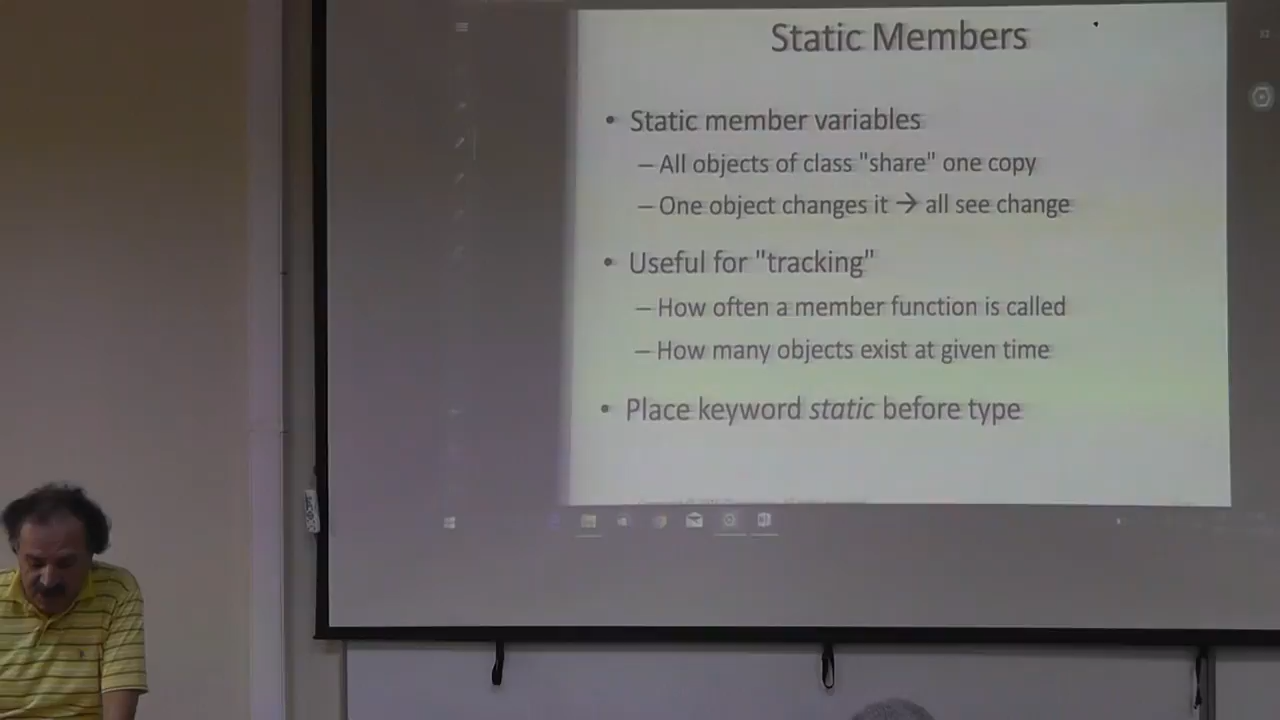 Static Members
• Static member variables
– All objects of class "share" one copy
– One object changes it → all see change
• Useful for "tracking"
– How often a member function is called
– How many objects exist at given time
• Place keyword static before type